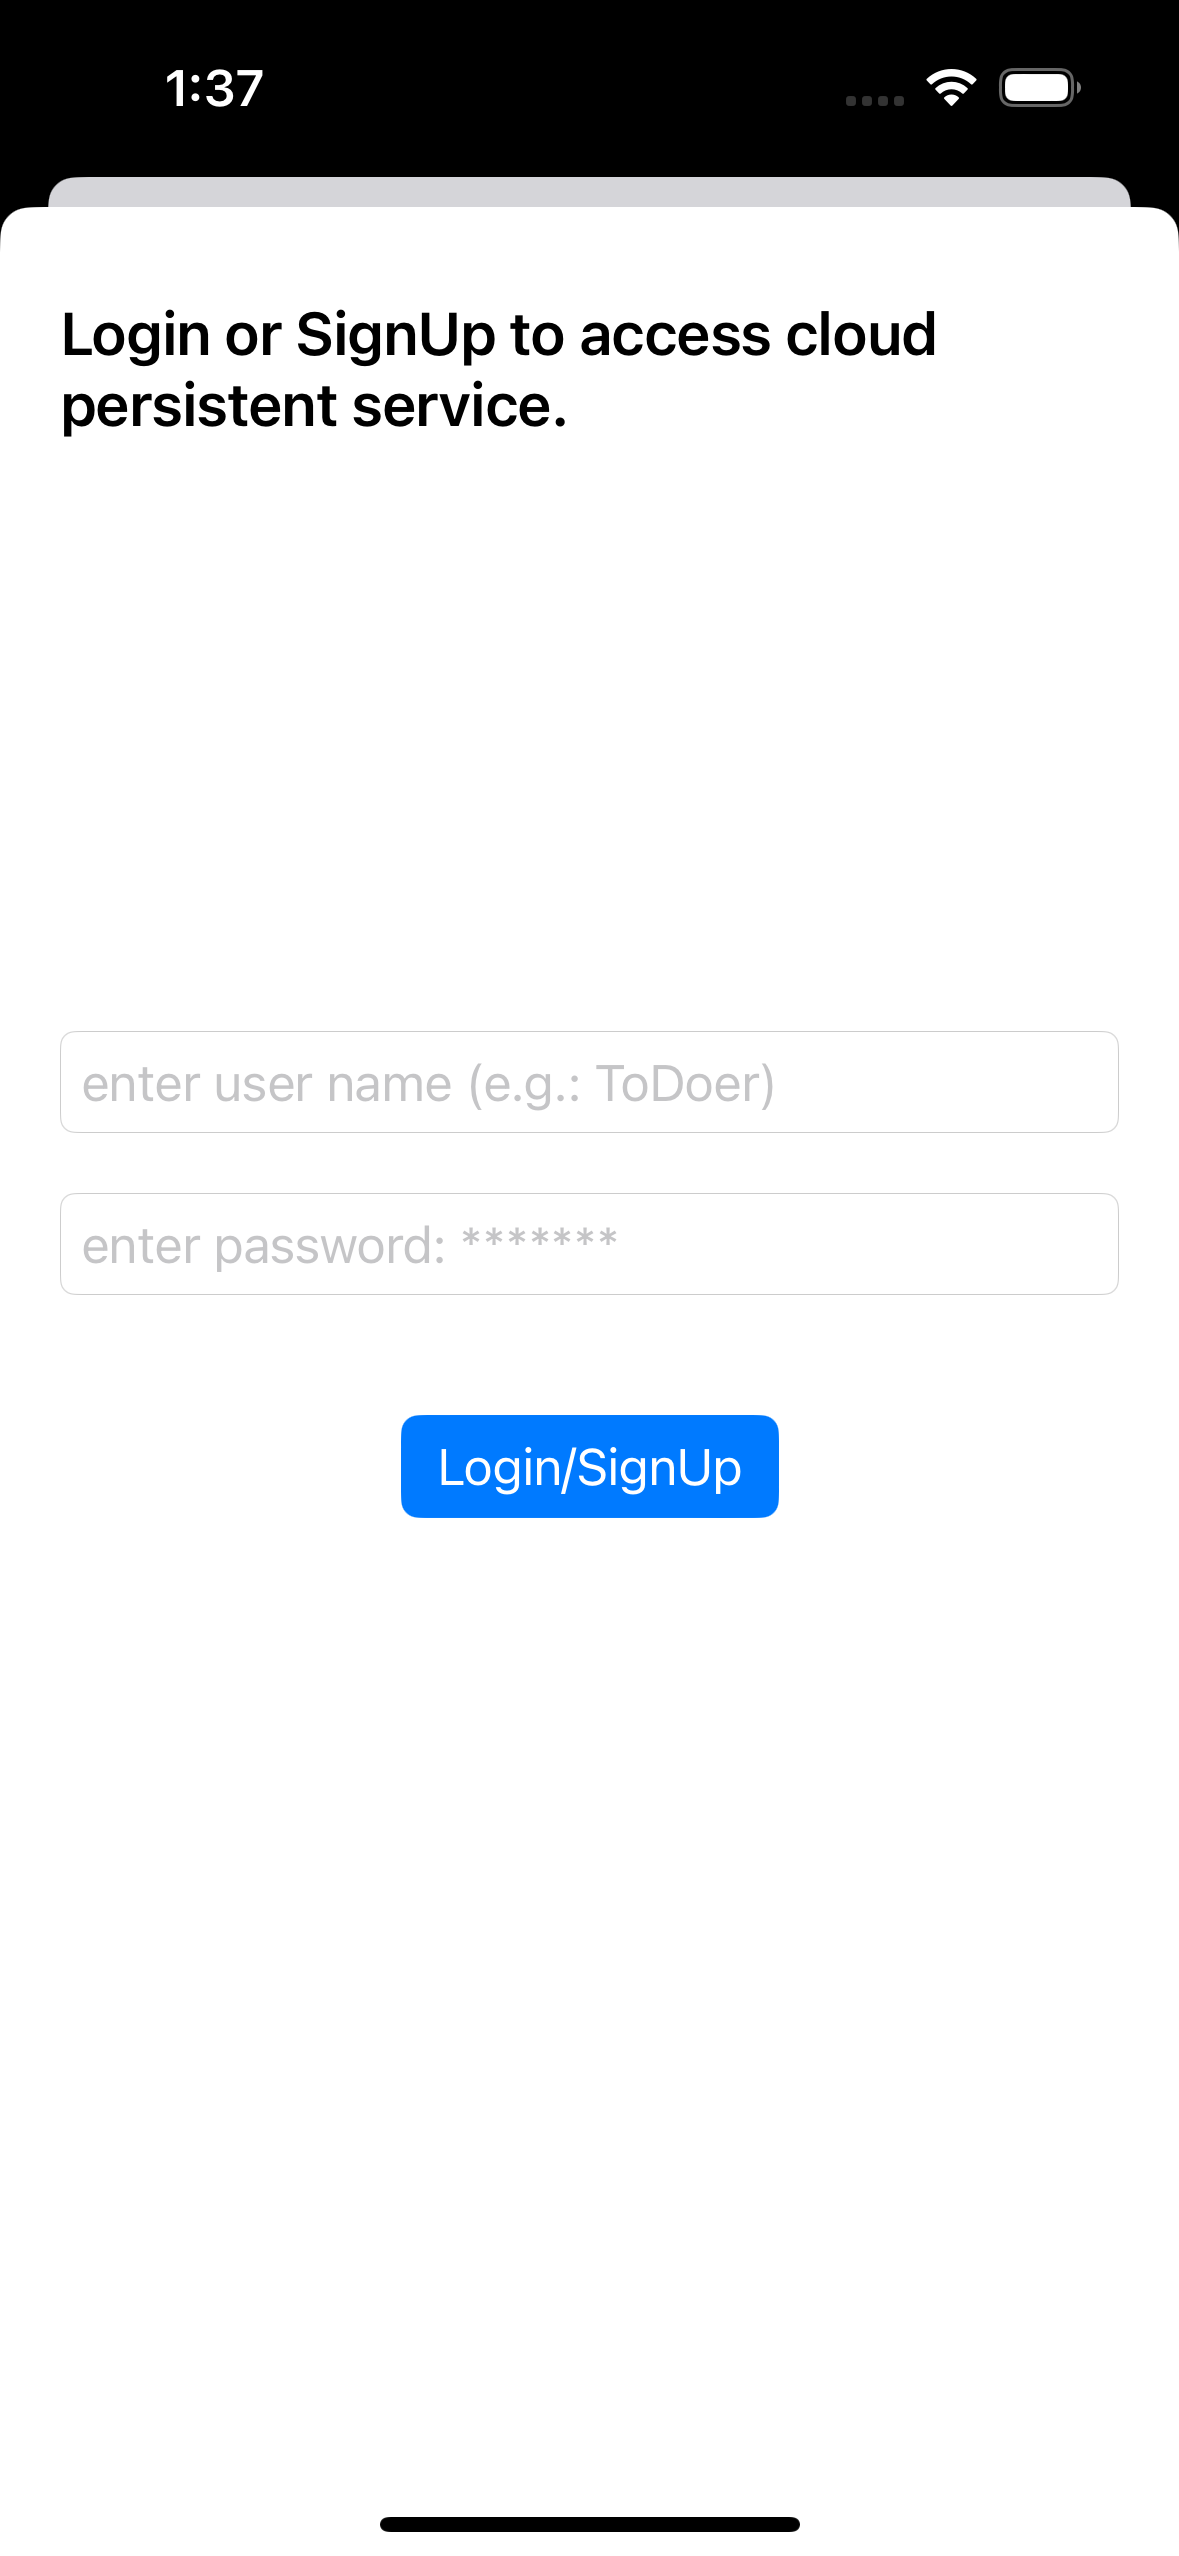 1:37
Login or SignUp to access cloud
persistent service.
enter user name (e.g.: ToDoer)
enter password: *******
Login/SignUp